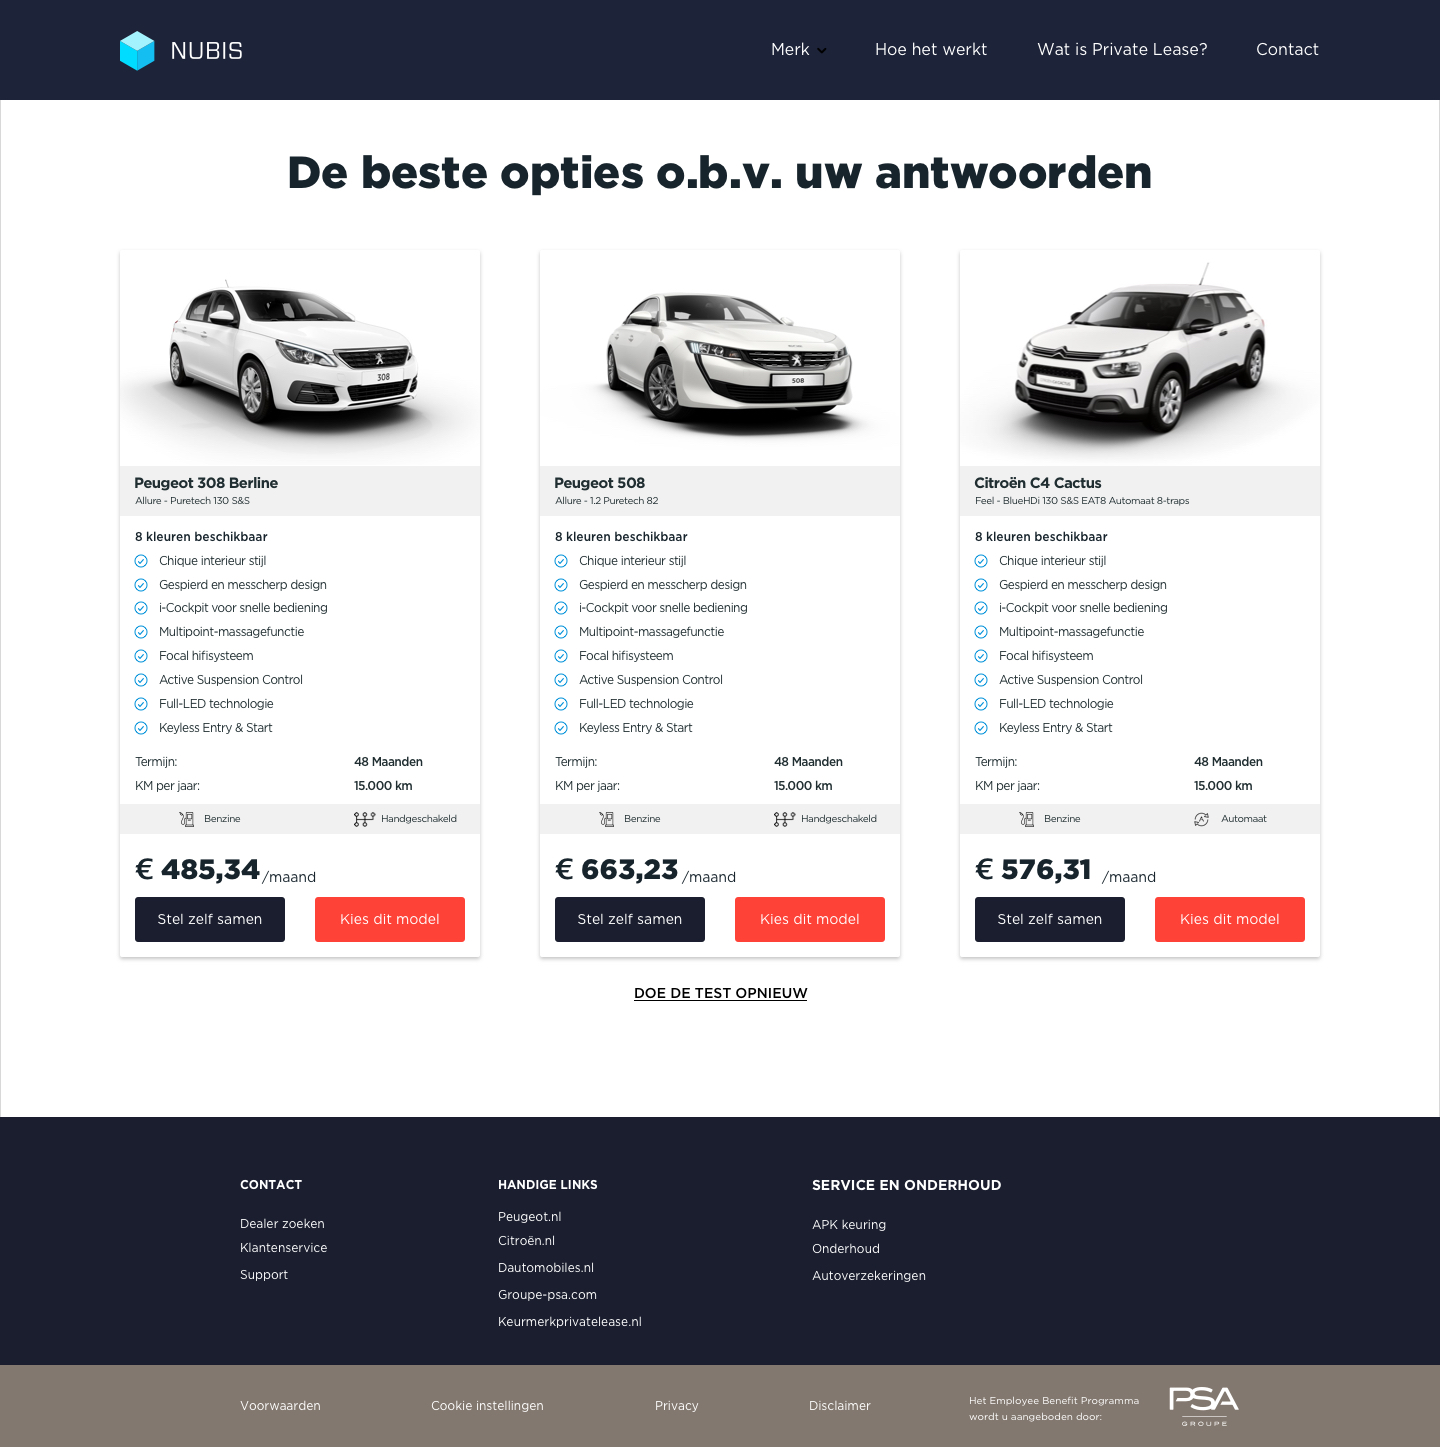 NUBIS
Merk
Hoe het werkt
Wat is Private Lease?
Contact
De beste opties o.b.v. uw antwoorden
308
Peugeot 308 Berline
Allure - Puretech 130 S&S
8 kleuren beschikbaar
Chique interieur stijl
Gespierd en messcherp design
i-Cockpit voor snelle bediening
Multipoint-massagefunctie
Focal hifisysteem
Active Suspension Control
Full-LED technologie
Keyless Entry & Start
Termijn:
48 Maanden
KM per jaar:
15.000 km
Benzine
Handgeschakeld
€ 485,34 /maand
Stel zelf samen
Kies dit model
508
Peugeot 508
Allure - 1.2 Puretech 82
8 kleuren beschikbaar
Chique interieur stijl
Gespierd en messcherp design
i-Cockpit voor snelle bediening
Multipoint-massagefunctie
Focal hifisysteem
Active Suspension Control
Full-LED technologie
Keyless Entry & Start
Termijn:
48 Maanden
KM per jaar:
15.000 km
Benzine
Handgeschakeld
€ 663,23 /maand
Stel zelf samen
Kies dit model
Citroën C4 Cactus
Feel - BlueHDi 130 S&S EAT8 Automaat 8-traps
8 kleuren beschikbaar
Chique interieur stijl
Gespierd en messcherp design
i-Cockpit voor snelle bediening
Multipoint-massagefunctie
Focal hifisysteem
Active Suspension Control
Full-LED technologie
Keyless Entry & Start
Termijn:
48 Maanden
KM per jaar:
15.000 km
Benzine
Automaat
€ 576,31 /maand
Stel zelf samen
Kies dit model
DOE DE TEST OPNIEUW
CONTACT
Dealer zoeken
Klantenservice
Support
HANDIGE LINKS
Peugeot.nl
Citroën.nl
Dautomobiles.nl
Groupe-psa.com
Keurmerkprivatelease.nl
SERVICE EN ONDERHOUD
APK keuring
Onderhoud
Autoverzekeringen
Voorwaarden
Cookie instellingen
Privacy
Disclaimer
Het Employee Benefit Programma
wordt u aangeboden door:
PSA
GROUPE